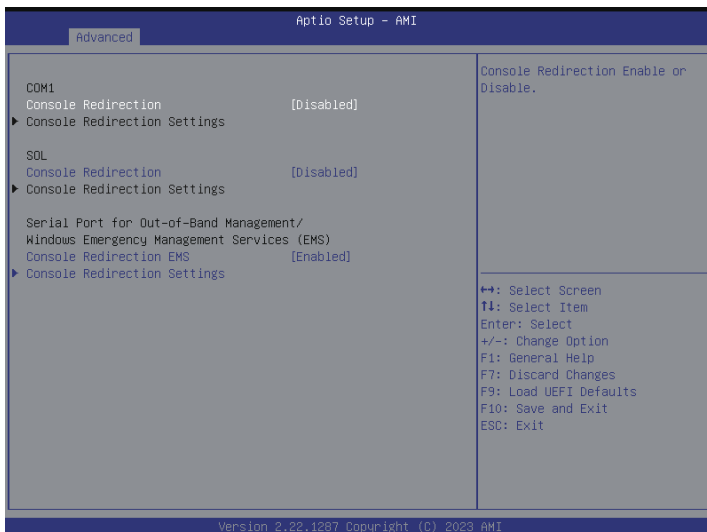 Aptio Setup – AMI
Advanced
COM1
Console Redirection [Disabled]
Console Redirection Settings
SOL
Console Redirection [Disabled]
Console Redirection Settings
Serial Port for Out-of-Band Management/
Windows Emergency Management Services (EMS)
Console Redirection EMS [Enabled]
Console Redirection Settings
Console Redirection Enable or
Disable.
↔: Select Screen
↑↓: Select Item
Enter: Select
+/-: Change Option
F1: General Help
F7: Discard Changes
F9: Load UEFI Defaults
F10: Save and Exit
ESC: Exit
Version 2.22.1287 Copyright (C) 2023 AMI